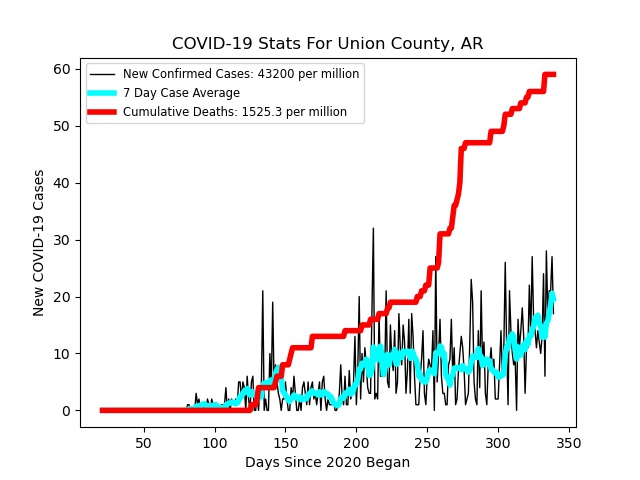 COVID-19 Stats For Union County, AR
New Confirmed Cases: 43200 per million
7 Day Case Average
Cumulative Deaths: 1525.3 per million
New COVID-19 Cases
60
50
40
30
20
10
0
50 100 150 200 250 300 350
Days Since 2020 Began